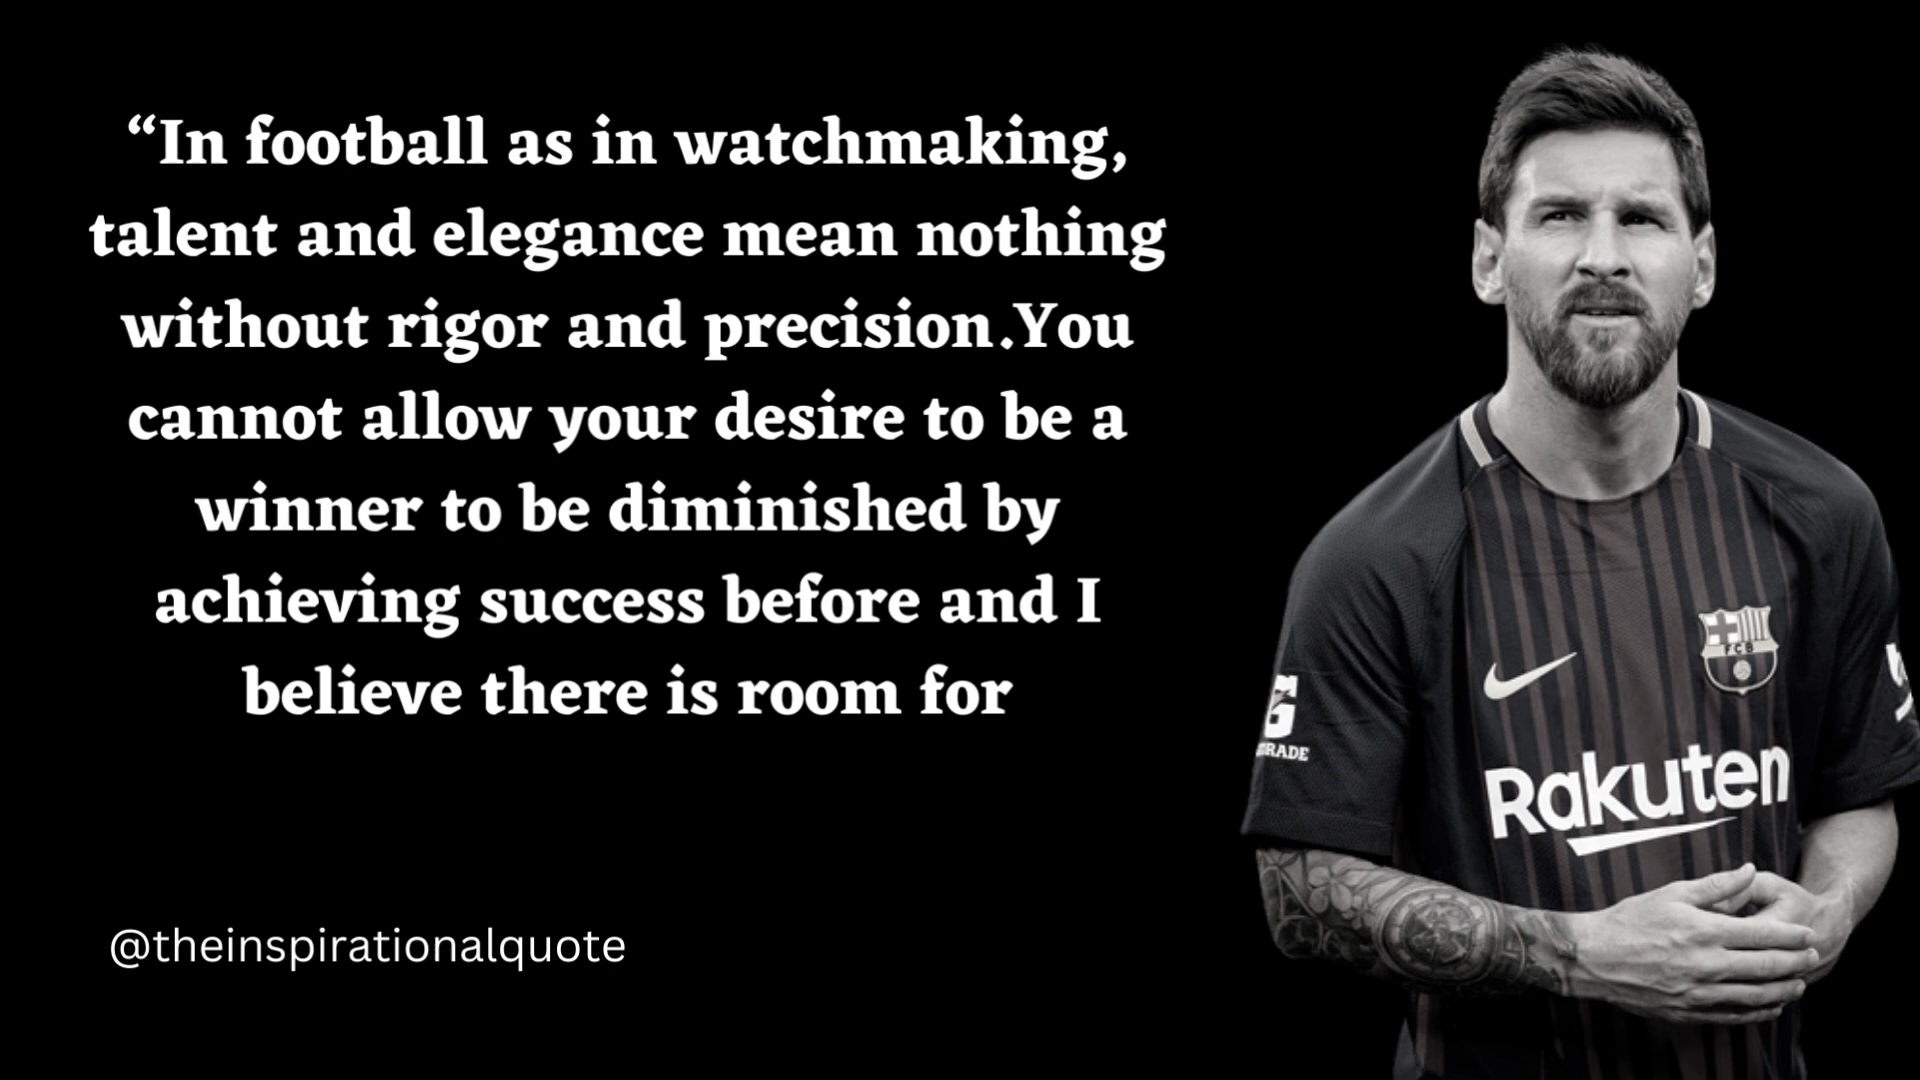 “In football as in watchmaking,
talent and elegance mean nothing
without rigor and precision.You
cannot allow your desire to be a
winner to be diminished by
achieving success before and I
believe there is room for
@theinspirationalquote
FCB
Rakuten